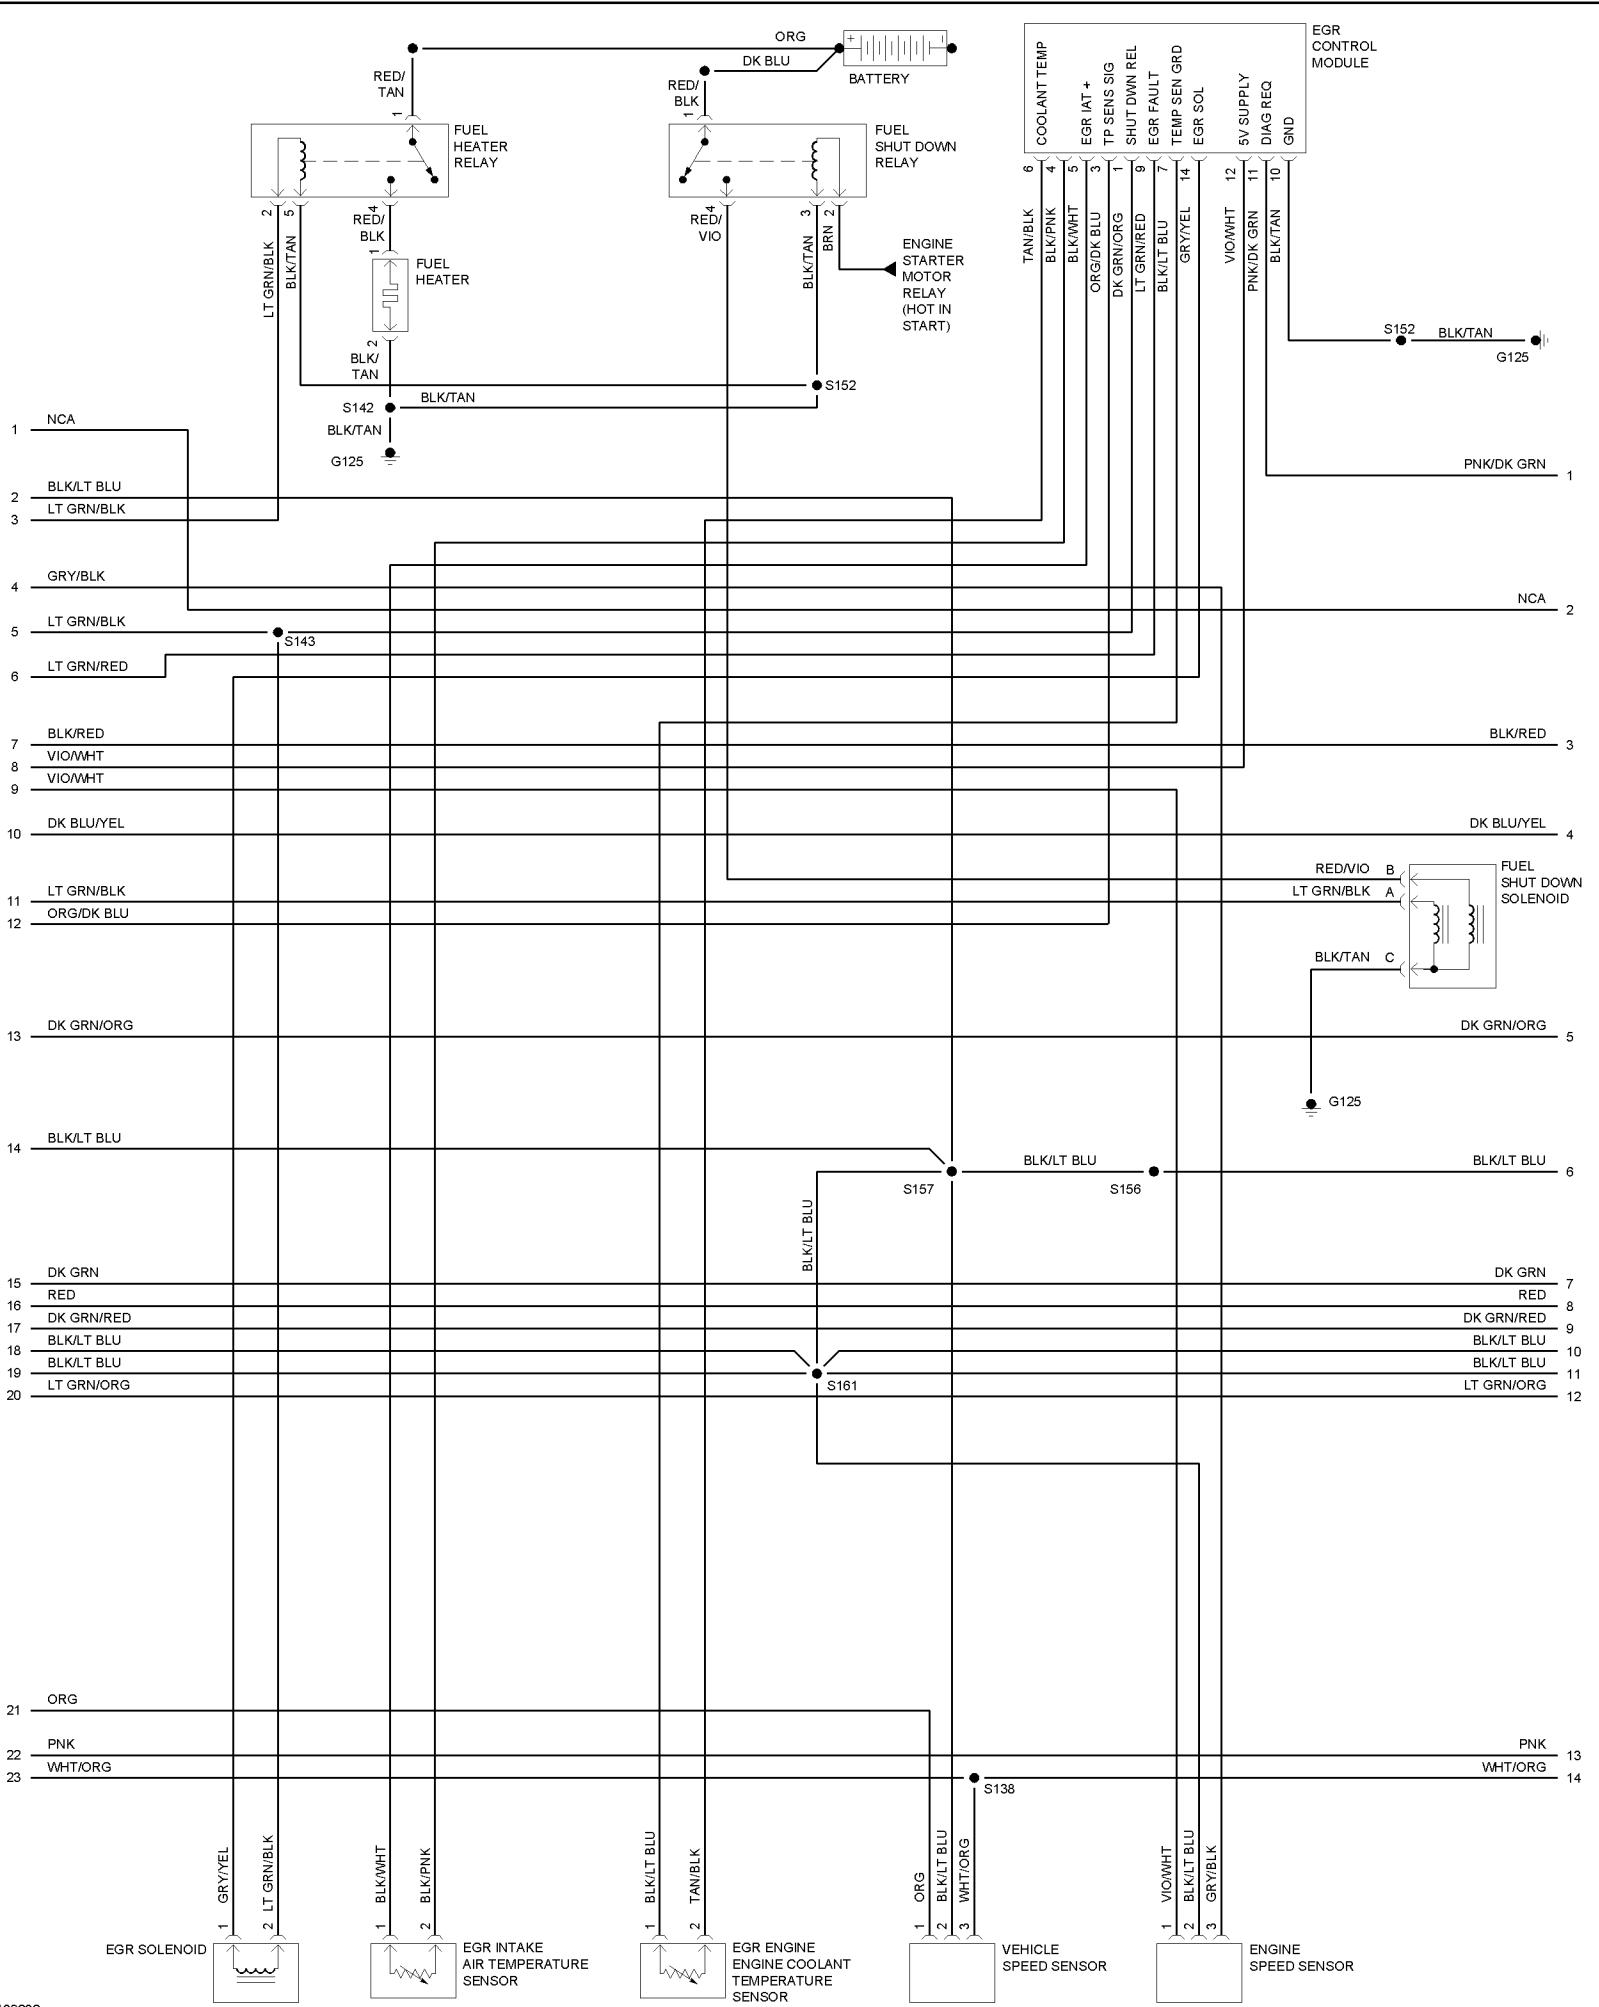 ORG
DK BLU
+
-
BATTERY
RED/
TAN
1
RED/
BLK
1
FUEL
HEATER
RELAY
FUEL
SHUT DOWN
RELAY
EGR
CONTROL
MODULE
COOLANT TEMP
EGR IAT +
TP SENS SIG
SHUT DWN REL
EGR FAULT
TEMP SEN GRD
EGR SOL
5V SUPPLY
DIAG REQ
GND
6
4
5
3
1
9
7
14
12
11
10
TAN/BLK
BLK/PNK
BLK/WHT
ORG/DK BLU
DK GRN/ORG
LT GRN/RED
BLK/LT BLU
GRY/YEL
VIO/WHT
PNK/DK GRN
BLK/TAN
2
5
4
LT GRN/BLK
BLK/TAN
RED/
BLK
1
FUEL
HEATER
2
BLK/
TAN
4
RED/
VIO
3
2
BLK/TAN
BRN
ENGINE
STARTER
MOTOR
RELAY
(HOT IN
START)
S152
BLK/TAN
G125
S152
S142
BLK/TAN
BLK/TAN
G125
1 NCA
PNK/DK GRN 1
2 BLK/LT BLU
3 LT GRN/BLK
4 GRY/BLK
NCA 2
5 LT GRN/BLK
S143
6 LT GRN/RED
7 BLK/RED
BLK/RED 3
8 VIO/WHT
9 VIO/WHT
10 DK BLU/YEL
DK BLU/YEL 4
RED/VIO B
FUEL
SHUT DOWN
SOLENOID
11 LT GRN/BLK
LT GRN/BLK A
12 ORG/DK BLU
BLK/TAN C
13 DK GRN/ORG
DK GRN/ORG 5
G125
14 BLK/LT BLU
S157
BLK/LT BLU
S156
BLK/LT BLU 6
BLK/LT BLU
15 DK GRN
DK GRN 7
16 RED
RED 8
17 DK GRN/RED
DK GRN/RED 9
18 BLK/LT BLU
BLK/LT BLU 10
19 BLK/LT BLU
BLK/LT BLU 11
S161
20 LT GRN/ORG
LT GRN/ORG 12
21 ORG
22 PNK
PNK 13
23 WHT/ORG
WHT/ORG 14
S138
GRY/YEL
LT GRN/BLK
BLK/WHT
BLK/PNK
BLK/LT BLU
TAN/BLK
ORG
BLK/LT BLU
WHT/ORG
VIO/WHT
BLK/LT BLU
GRY/BLK
1
2
1
2
1
2
1
2
3
1
2
3
EGR SOLENOID
EGR INTAKE
AIR TEMPERATURE
SENSOR
EGR ENGINE
ENGINE COOLANT
TEMPERATURE
SENSOR
VEHICLE
SPEED SENSOR
ENGINE
SPEED SENSOR